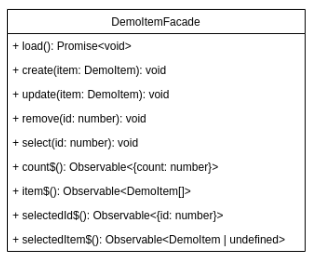 DemoItemFacade
+ load(): Promise<void>
+ create(item: DemoItem): void
+ update(item: DemoItem): void
+ remove(id: number): void
+ select(id: number): void
+ count$(): Observable<{count: number}>
+ item$(): Observable<DemoItem[]>
+ selectedId$(): Observable<{id: number}>
+ selectedItem$(): Observable<DemoItem | undefined>